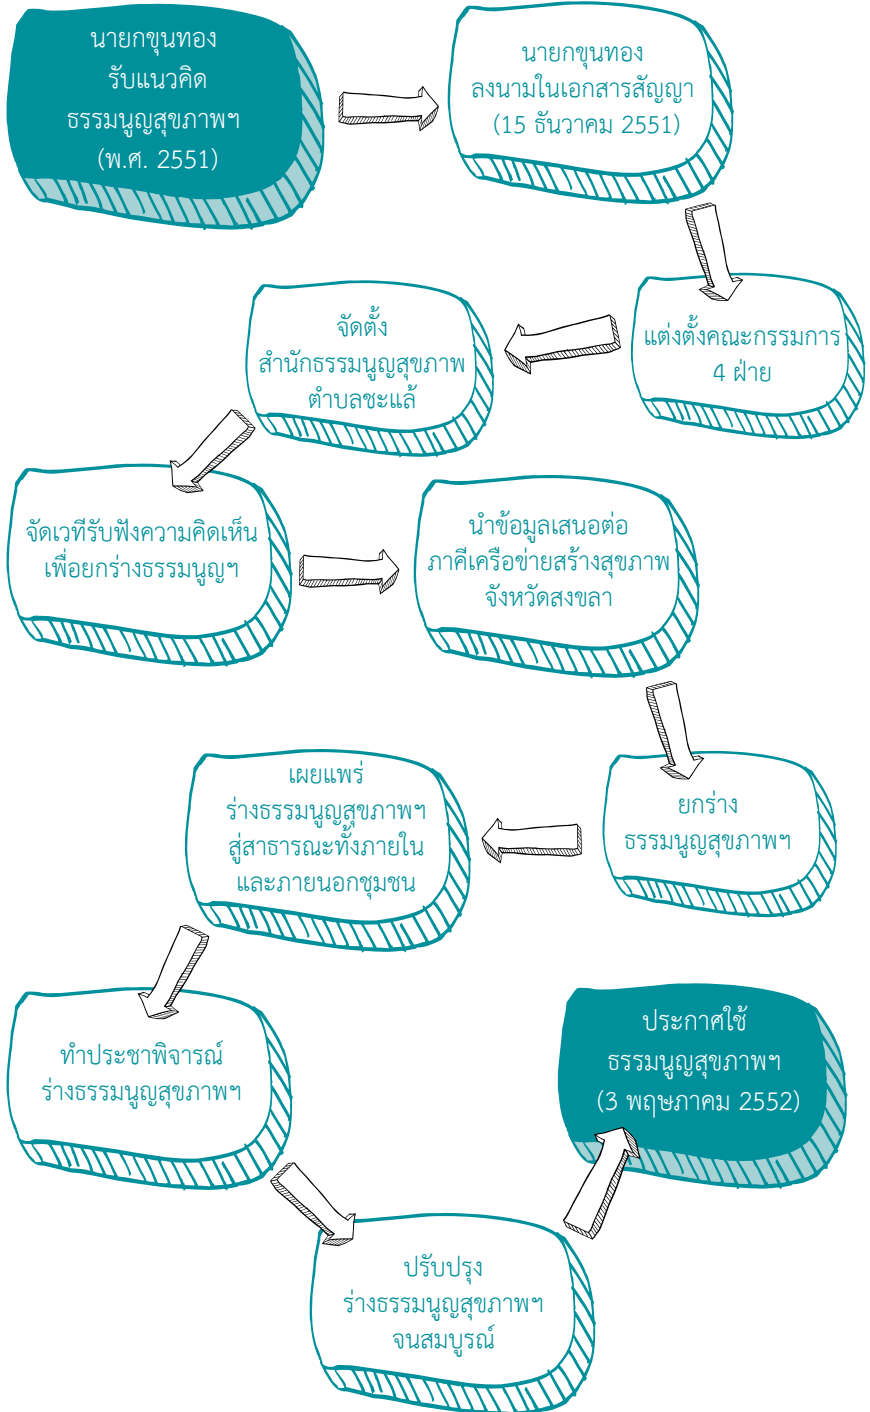 นายกขุนทอง
รับแนวคิด
ธรรมนูญสุขภาพฯ
(พ.ศ. 2551)
นายกขุนทอง
ลงนามในเอกสารสัญญา
(15 ธันวาคม 2551)
แต่งตั้งคณะกรรมการ
4 ฝ่าย
จัดตั้ง
สำนักธรรมนูญสุขภาพ
ตำบลชะแล้
จัดเวทีรับฟังความคิดเห็น
เพื่อยกร่างธรรมนูญฯ
นำข้อมูลเสนอต่อ
ภาคีเครือข่ายสร้างสุขภาพ
จังหวัดสงขลา
ยกร่าง
ธรรมนูญสุขภาพฯ
เผยแพร่
ร่างธรรมนูญสุขภาพฯ
สู่สาธารณะทั้งภายใน
และภายนอกชุมชน
ทำประชาพิจารณ์
ร่างธรรมนูญสุขภาพฯ
ปรับปรุง
ร่างธรรมนูญสุขภาพฯ
จนสมบูรณ์
ประกาศใช้
ธรรมนูญสุขภาพฯ
(3 พฤษภาคม 2552)